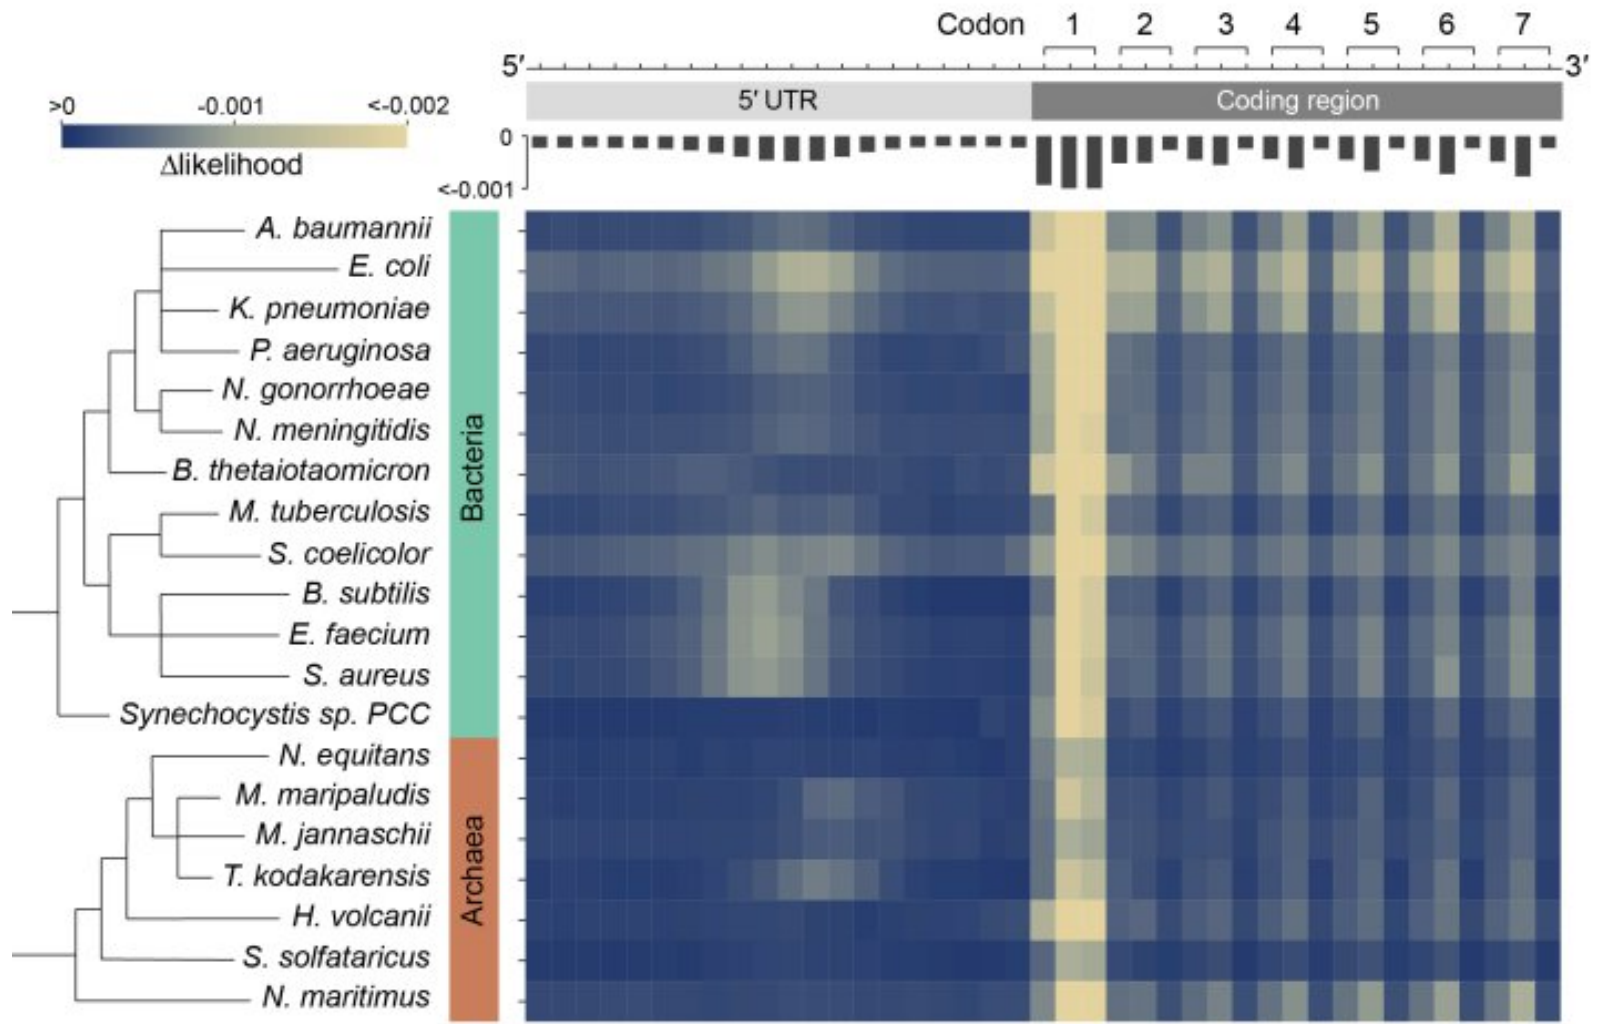 Codon 1 2 3 4 5 6 7
5′ 3′
5′ UTR Coding region
>0 -0.001 <-0.002
Δlikelihood
0
<-0.001
A. baumannii
E. coli
K. pneumoniae
P. aeruginosa
N. gonorrhoeae
N. meningitidis
B. thetaiotaomicron
M. tuberculosis
S. coelicolor
B. subtilis
E. faecium
S. aureus
Synechocystis sp. PCC
Bacteria
N. equitans
M. maripaludis
M. jannaschii
T. kodakarensis
H. volcanii
S. solfataricus
N. maritimus
Archaea